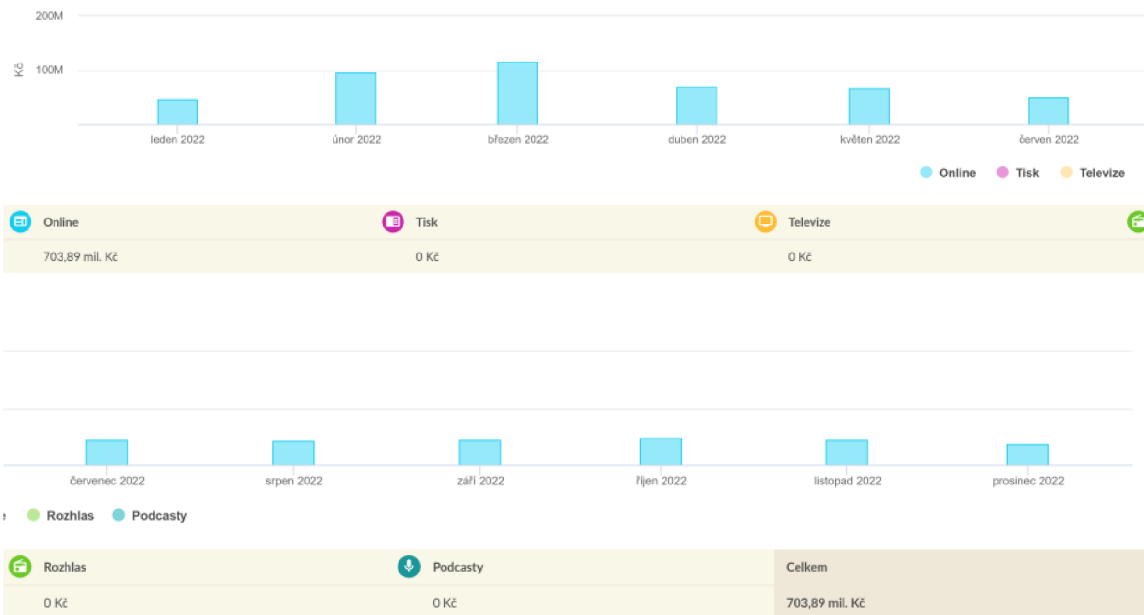 200M
Kč
100M
leden 2022 únor 2022 březen 2022 duben 2022 květen 2022 červen 2022
Online Tisk Televize
Online Tisk Televize
703,89 mil. Kč 0 Kč 0 Kč
červenec 2022 srpen 2022 září 2022 říjen 2022 listopad 2022 prosinec 2022
Rozhlas Podcasty
Rozhlas Podcasty Celkem
0 Kč 0 Kč 703,89 mil. Kč